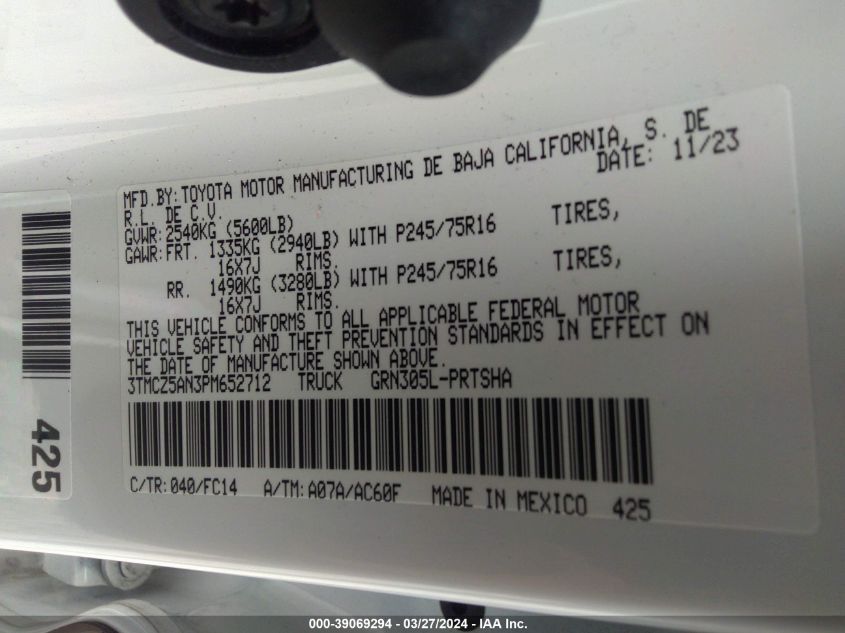 MFD.BY:TOYOTA MOTOR MANUFACTURING DE BAJA CALIFORNIA, S. DE
R.L. DE C.V. DATE: 11/23
GVWR:2540KG (5600LB)
GAWR:FRT. 1335KG (2940LB) WITH P245/75R16 TIRES,
16X7J RIMS.
RR. 1490KG (3280LB) WITH P245/75R16 TIRES,
16X7J RIMS.
THIS VEHICLE CONFORMS TO ALL APPLICABLE FEDERAL MOTOR
VEHICLE SAFETY AND THEFT PREVENTION STANDARDS IN EFFECT ON
THE DATE OF MANUFACTURE SHOWN ABOVE.
3TMCZ5AN3PM652712 TRUCK GRN305L-PRTSHA
C/TR:040/FC14 A/TM:A07A/AC60F MADE IN MEXICO 425
425
000-39069294 - 03/27/2024 - IAA Inc.